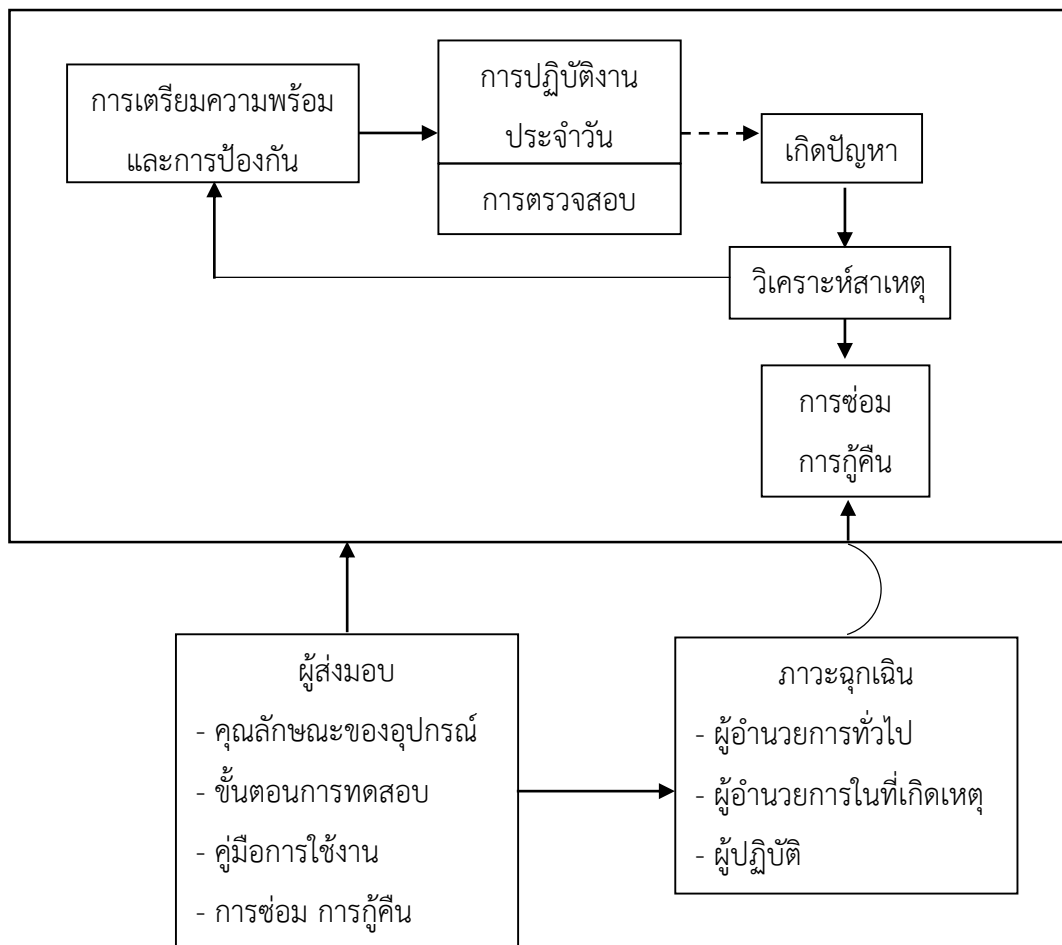 การเตรียมความพร้อม
และการป้องกัน
การปฏิบัติงาน
ประจำวัน
การตรวจสอบ
เกิดปัญหา
วิเคราะห์สาเหตุ
การซ่อม
การกู้คืน
ผู้ส่งมอบ
- คุณลักษณะของอุปกรณ์
- ขั้นตอนการทดสอบ
- คู่มือการใช้งาน
- การซ่อม การกู้คืน
ภาวะฉุกเฉิน
- ผู้อำนวยการทั่วไป
- ผู้อำนวยการในที่เกิดเหตุ
- ผู้ปฏิบัติ